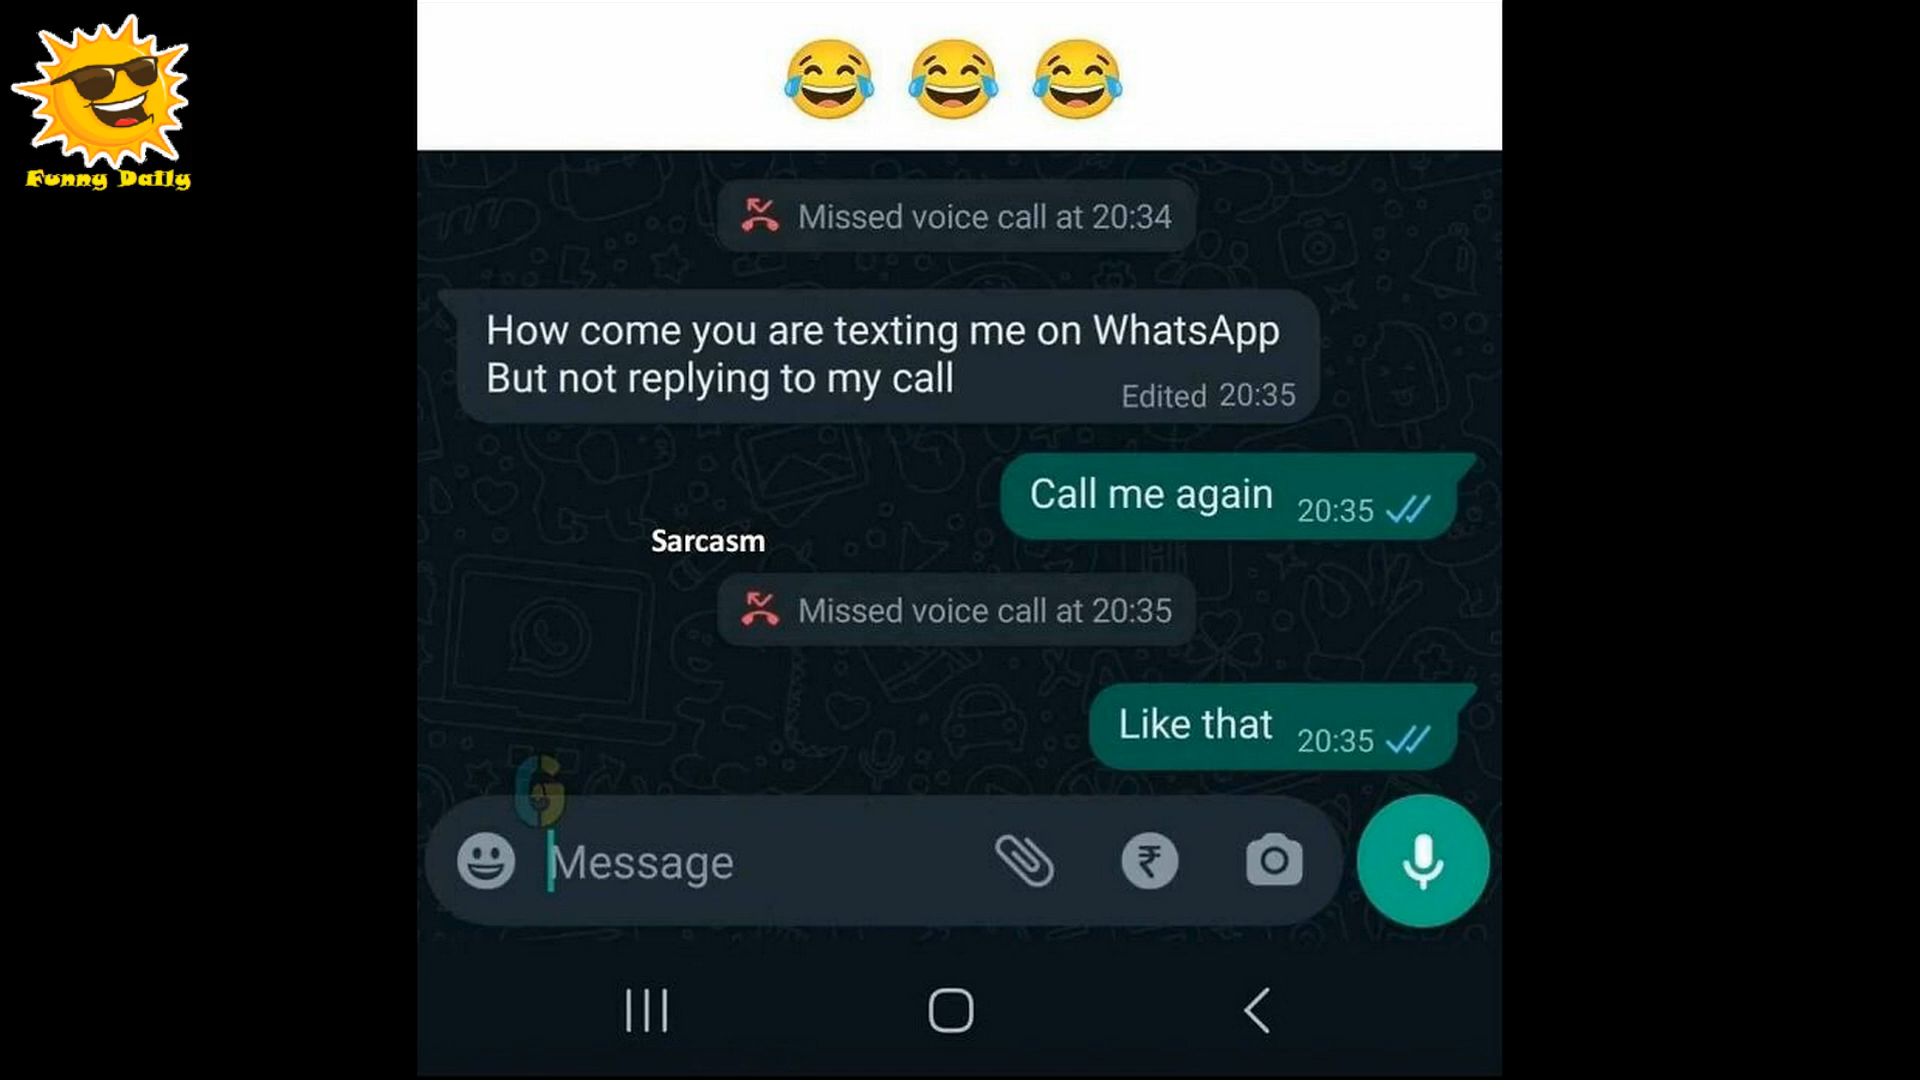 Funny Daily
😂 😂 😂
Missed voice call at 20:34
How come you are texting me on WhatsApp
But not replying to my call
Edited 20:35
Call me again 20:35
Sarcasm
Missed voice call at 20:35
Like that 20:35
Message